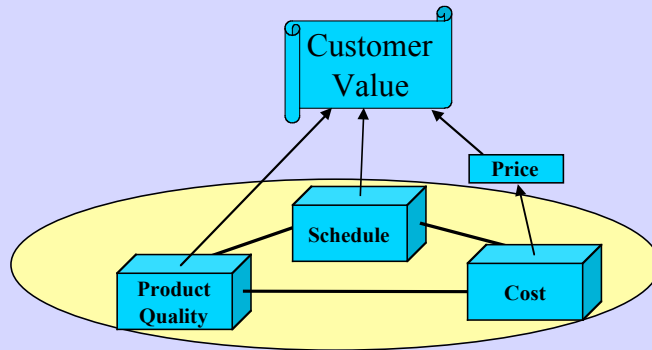 Customer
Value
Price
Schedule
Product
Quality
Cost